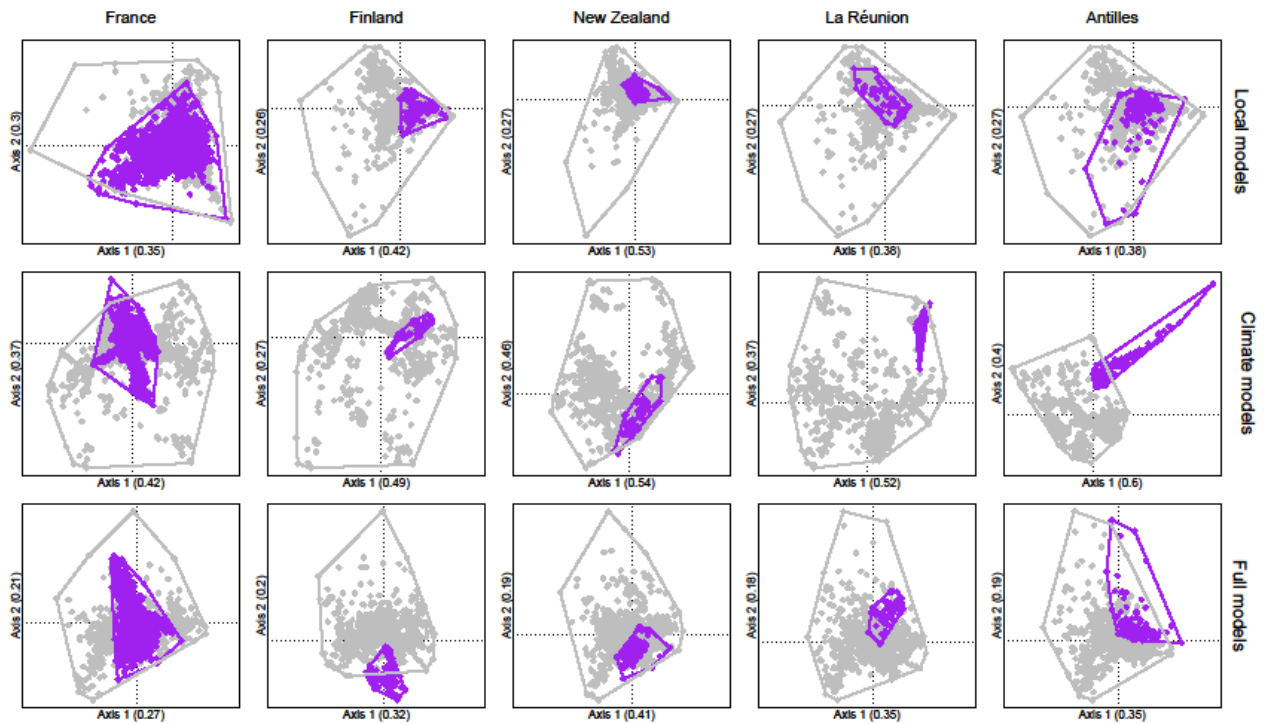 France Finland New Zealand La Réunion Antilles
Axis 2 (0.3) Axis 2 (0.26) Axis 2 (0.27) Axis 2 (0.27) Axis 2 (0.27) Local models
Axis 1 (0.35) Axis 1 (0.42) Axis 1 (0.53) Axis 1 (0.38) Axis 1 (0.38)
Axis 2 (0.37) Axis 2 (0.27) Axis 2 (0.46) Axis 2 (0.37) Axis 2 (0.4) Climate models
Axis 1 (0.42) Axis 1 (0.49) Axis 1 (0.54) Axis 1 (0.52) Axis 1 (0.6)
Axis 2 (0.21) Axis 2 (0.2) Axis 2 (0.19) Axis 2 (0.18) Axis 2 (0.19) Full models
Axis 1 (0.27) Axis 1 (0.32) Axis 1 (0.41) Axis 1 (0.35) Axis 1 (0.35)